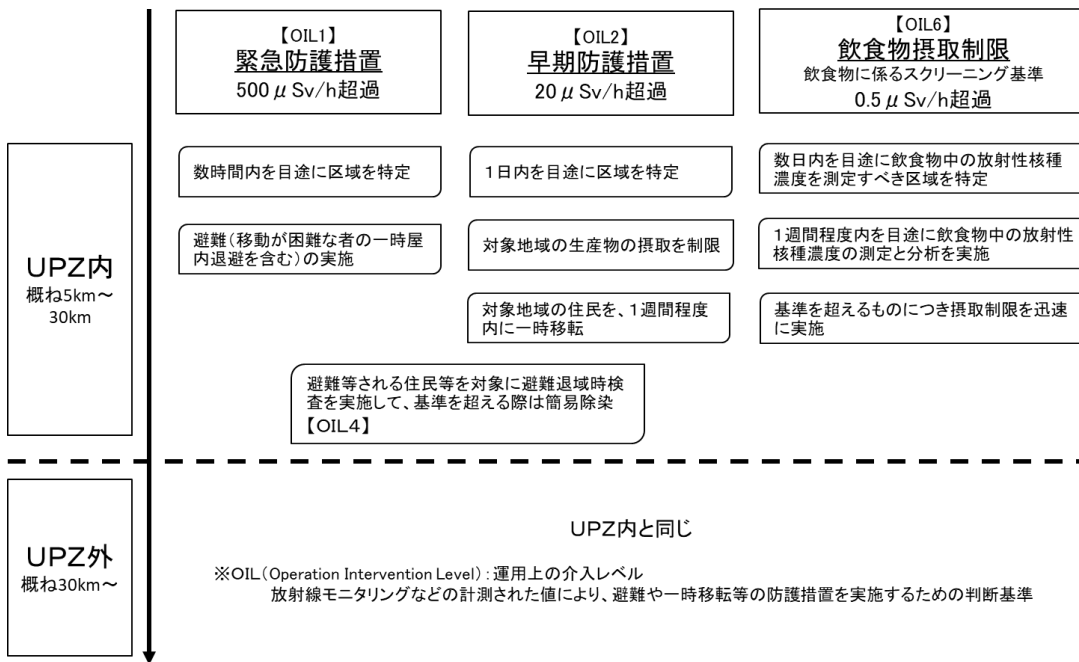 【OIL1】
緊急防護措置
500μSv/h超過
【OIL2】
早期防護措置
20μSv/h超過
【OIL6】
飲食物摂取制限
飲食物に係るスクリーニング基準
0.5μSv/h超過
UPZ内
概ね5km～
30km
数時間内を目途に区域を特定
避難（移動が困難な者の一時屋
内退避を含む）の実施
1日内を目途に区域を特定
対象地域の生産物の摂取を制限
対象地域の住民を、1週間程度
内に一時移転
数日内を目途に飲食物中の放射性核種
濃度を測定すべき区域を特定
1週間程度内を目途に飲食物中の放射性
核種濃度の測定と分析を実施
基準を超えるものにつき摂取制限を迅速
に実施
避難等される住民等を対象に避難退域時検
査を実施して、基準を超える際は簡易除染
【OIL4】
UPZ外
概ね30km～
UPZ内と同じ
※OIL（Operation Intervention Level）：運用上の介入レベル
放射線モニタリングなどの計測された値により、避難や一時移転等の防護措置を実施するための判断基準